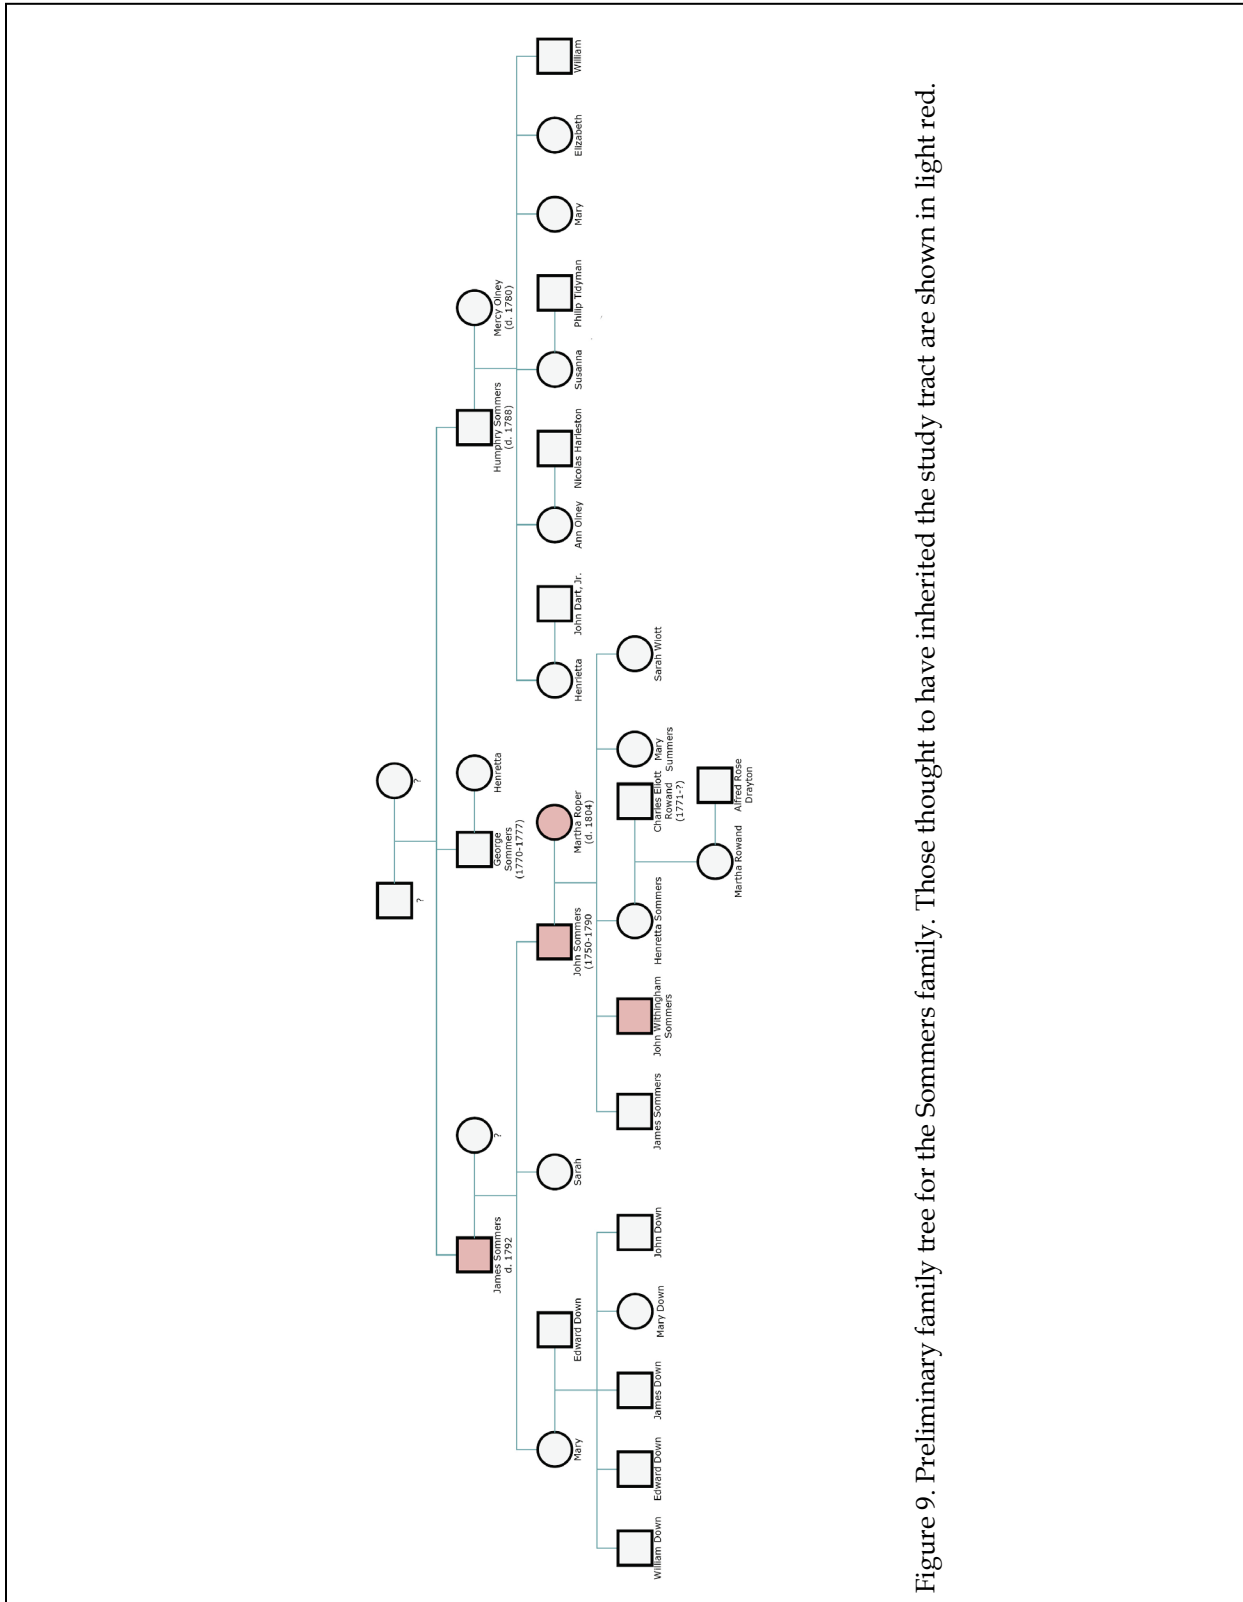 ?
?
James Sommers
d. 1792
?
George
Sommers
(1770-1777)
Henretta
Humphry Sommers
(d. 1788)
Mercy Olney
(d. 1780)
Mary
Edward Down
Sarah
John Sommers
(1750-1790
Martha Roper
(d. 1804)
Henrietta
John Dart, Jr.
Ann Olney
Nicolas Harleston
Susanna
Philip Tidyman
Mary
Elizabeth
William
William Down
Edward Down
James Down
Mary Down
John Down
James Sommers
John Withingham
Sommers
Henretta Sommers
Charles Eliott
Rowand
(1771-?)
Mary
Summers
Sarah Wiott
Martha Rowand
Alfred Rose
Drayton
Figure 9. Preliminary family tree for the Sommers family. Those thought to have inherited the study tract are shown in light red.